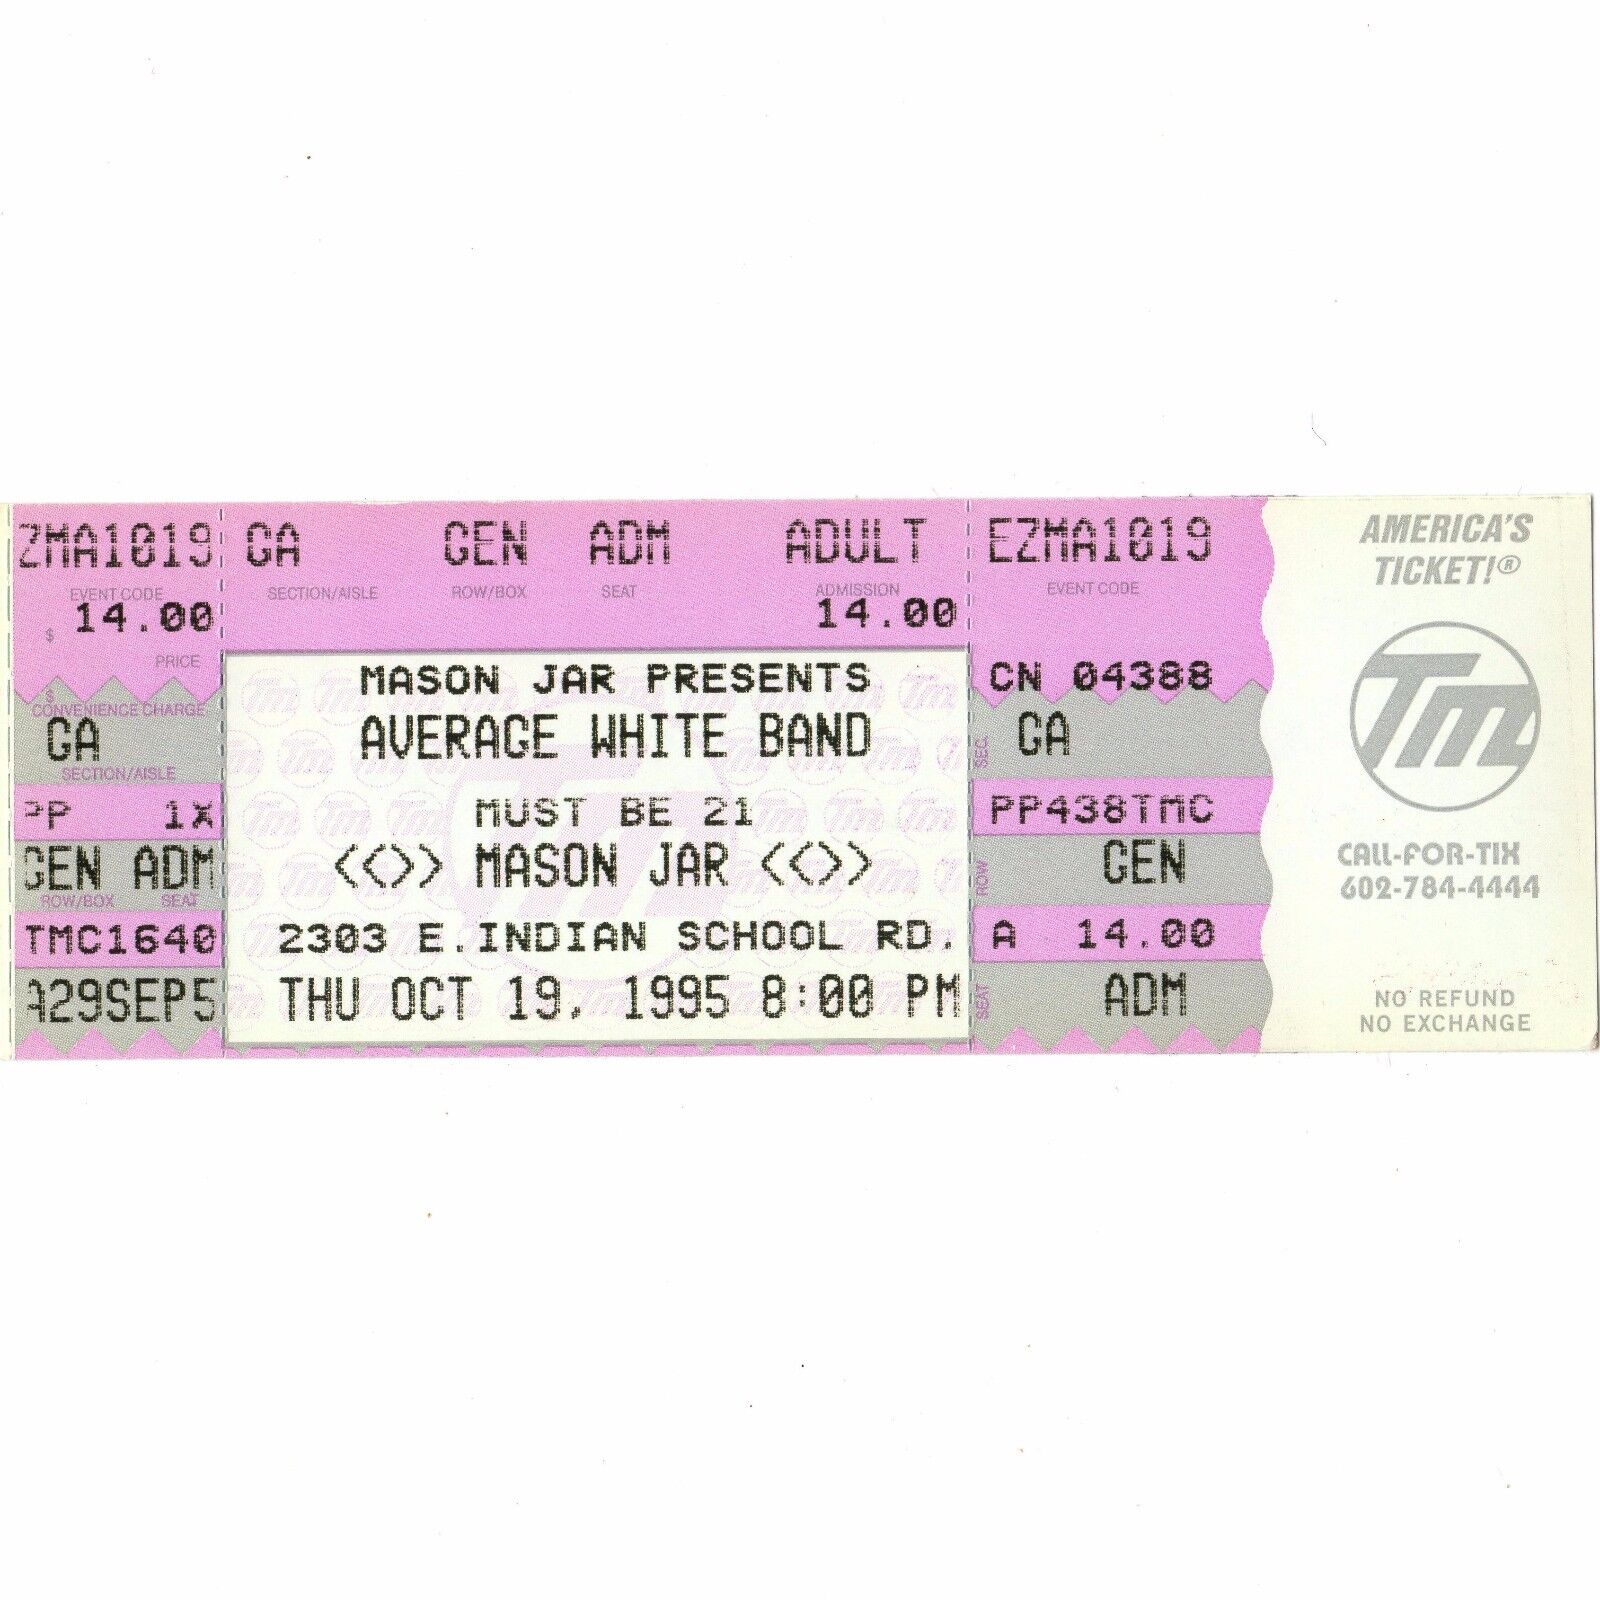 ZMA1019 GA GEN ADM ADULT EZMA1019
EVENT CODE SECTION/AISLE ROW/BOX SEAT ADMISSION EVENT CODE
$ 14.00 14.00
PRICE
$
CONVENIENCE CHARGE
GA
SECTION/AISLE
PP 1X
GEN ADM
ROW/BOX SEAT
TMC1640
A29SEP5
MASON JAR PRESENTS
AVERAGE WHITE BAND
MUST BE 21
<<>> MASON JAR <<>>
2303 E.INDIAN SCHOOL RD.
THU OCT 19, 1995 8:00 PM
CN 04388
SEC. GA
PP438TMC
ROW GEN
A 14.00
SEAT ADM
AMERICA'S
TICKET!®
Tm
CALL-FOR-TIX
602-784-4444
NO REFUND
NO EXCHANGE